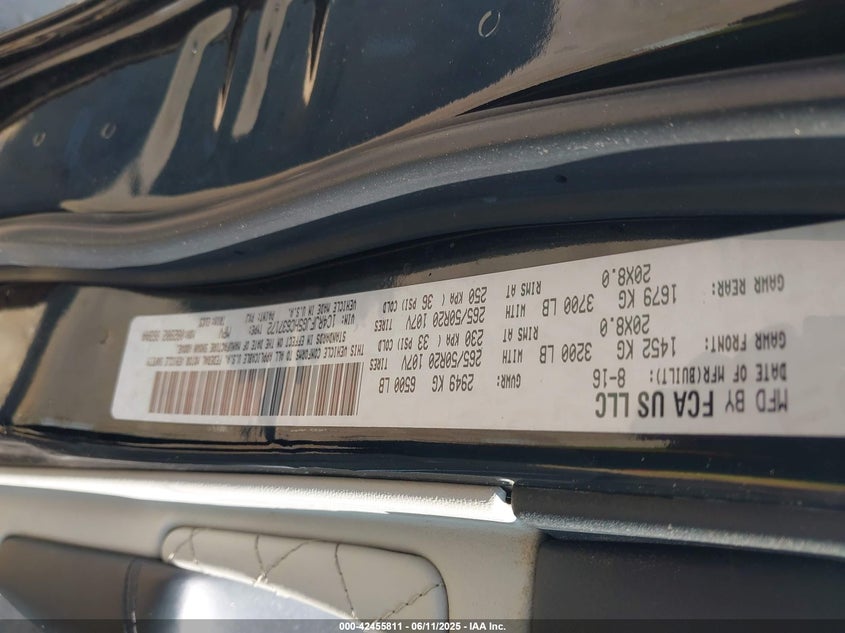 MFD BY FCA US LLC
DATE OF MFR(BUILT): 8-16 GVWR: 2949 KG 6500 LB
GAWR FRONT: 1452 KG 3200 LB WITH 265/50R20 107V TIRES
20X8.0 RIMS AT 230 KPA ( 33 PSI) COLD
GAWR REAR: 1679 KG 3700 LB WITH 265/50R20 107V TIRES
20X8.0 RIMS AT 250 KPA ( 36 PSI) COLD
THIS VEHICLE CONFORMS TO ALL APPLICABLE U.S.A. FEDERAL MOTOR VEHICLE SAFETY
STANDARDS IN EFFECT ON THE DATE OF MANUFACTURE SHOWN ABOVE.
VIN: 1C4RJFJG5HC637172 TYPE: MPV
VEHICLE MADE IN U.S.A.
000-42455811 - 06/11/2025 - © IAA Inc.